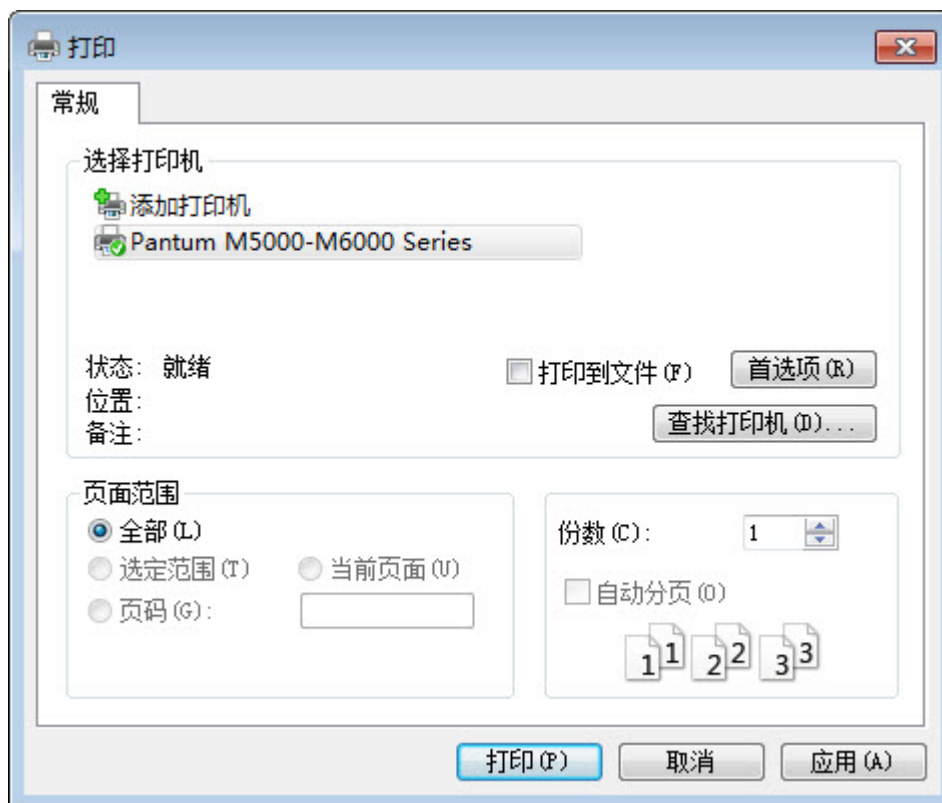 打印
常规
选择打印机
添加打印机
Pantum M5000-M6000 Series
状态: 就绪
打印到文件(F)
首选项(R)
位置:
备注:
查找打印机(D)...
页面范围
全部(L)
选定范围(T)
当前页面(U)
页码(G):
份数(C):
1
自动分页(O)
1 1 2 2 3 3
打印(P)
取消
应用(A)